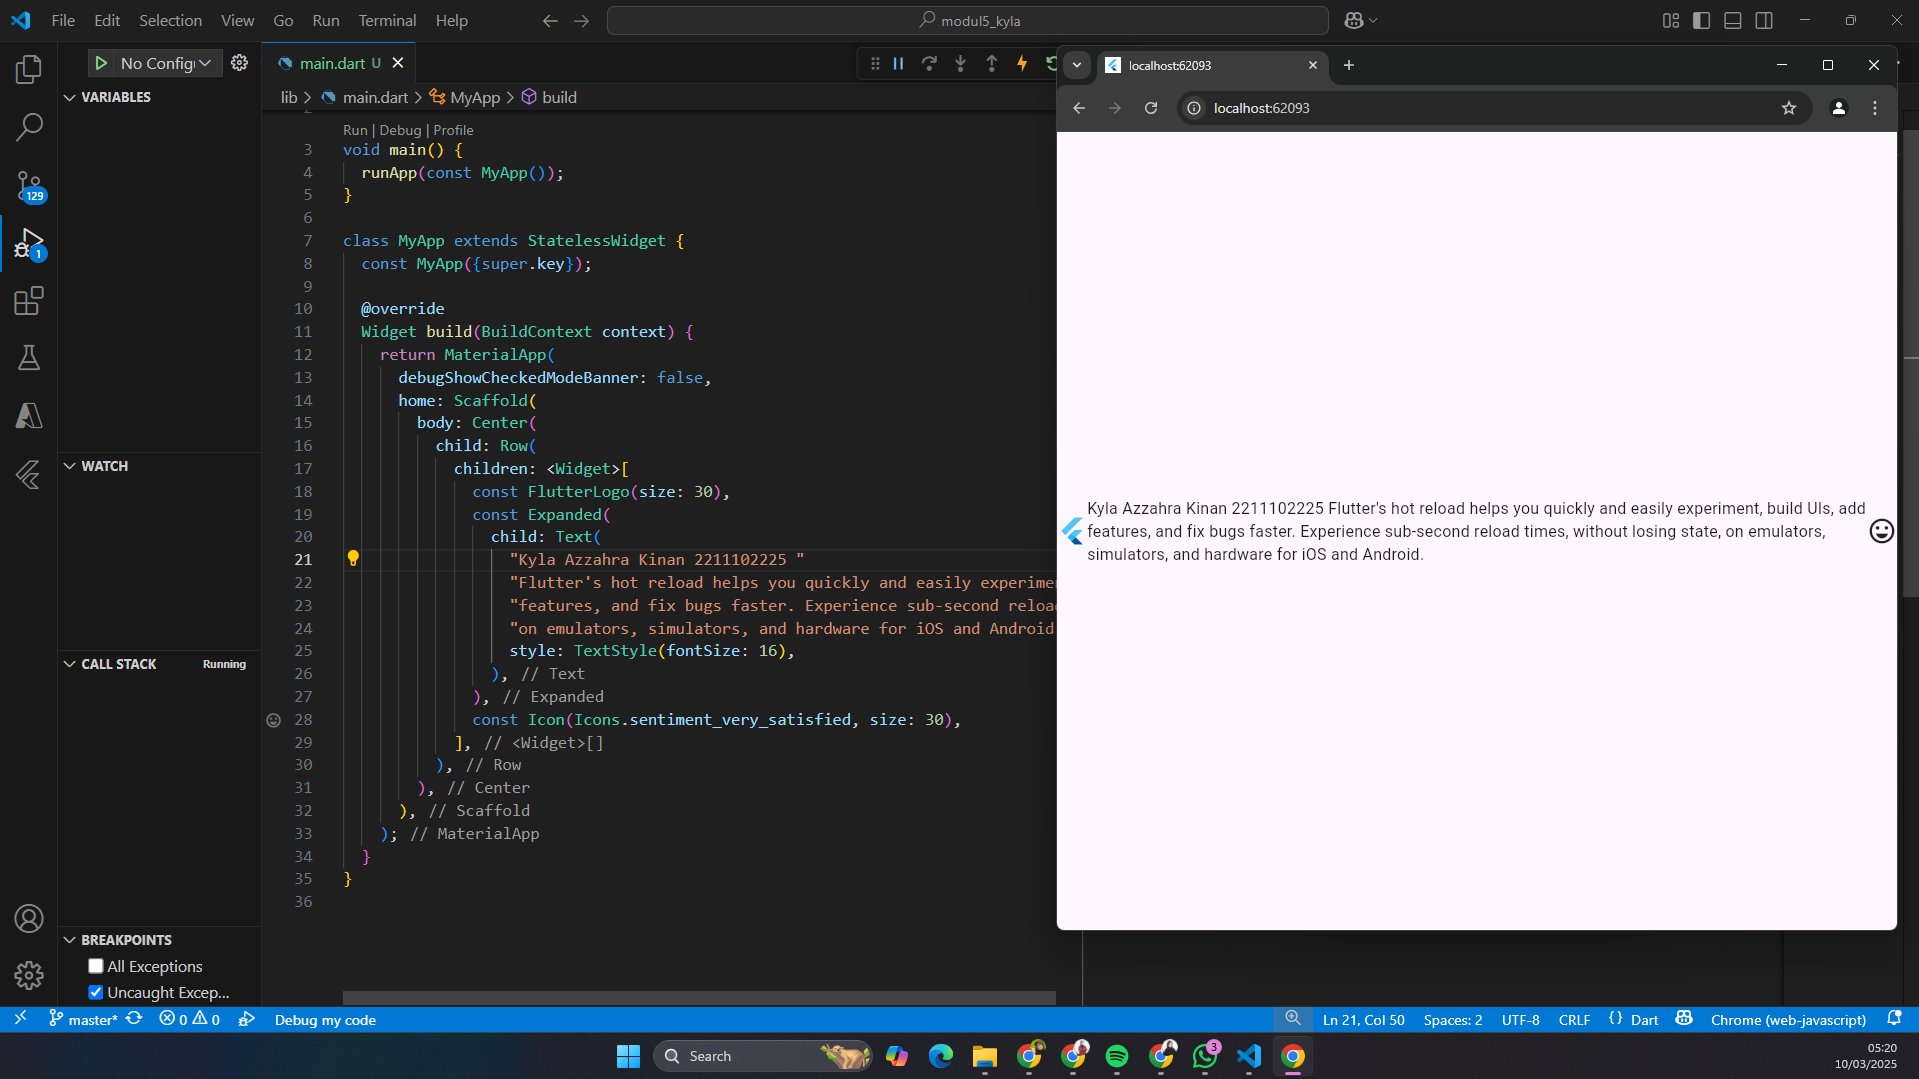 File Edit Selection View Go Run Terminal Help
modul5_kyla
No Config
main.dart U
VARIABLES
lib > main.dart > MyApp > build
Run | Debug | Profile
3 void main() {
4 runApp(const MyApp());
5 }
6
7 class MyApp extends StatelessWidget {
8 const MyApp({super.key});
9
10 @override
11 Widget build(BuildContext context) {
12 return MaterialApp(
13 debugShowCheckedModeBanner: false,
14 home: Scaffold(
15 body: Center(
16 child: Row(
17 children: <Widget>[
18 const FlutterLogo(size: 30),
19 const Expanded(
20 child: Text(
21 "Kyla Azzahra Kinan 2211102225 "
22 "Flutter's hot reload helps you quickly and easily experime
23 "features, and fix bugs faster. Experience sub-second reloa
24 "on emulators, simulators, and hardware for iOS and Android
25 style: TextStyle(fontSize: 16),
26 ), // Text
27 ), // Expanded
28 const Icon(Icons.sentiment_very_satisfied, size: 30),
29 ], // <Widget>[]
30 ), // Row
31 ), // Center
32 ), // Scaffold
33 ); // MaterialApp
34 }
35 }
36
129
1
WATCH
CALL STACK Running
BREAKPOINTS
All Exceptions
Uncaught Excep...
localhost:62093
localhost:62093
Kyla Azzahra Kinan 2211102225 Flutter's hot reload helps you quickly and easily experiment, build UIs, add
features, and fix bugs faster. Experience sub-second reload times, without losing state, on emulators,
simulators, and hardware for iOS and Android.
master* 0 0 Debug my code
Ln 21, Col 50 Spaces: 2 UTF-8 CRLF {} Dart Chrome (web-javascript)
Search
3
05:20
10/03/2025